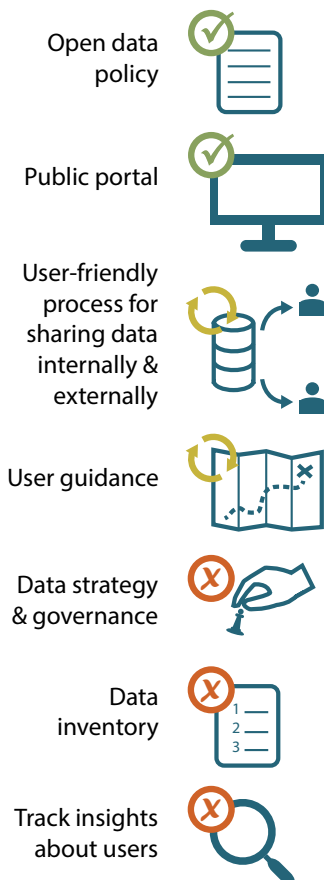 Open data
policy
Public portal
User-friendly
process for
sharing data
internally &
externally
User guidance
Data strategy
& governance
Data
inventory
1
2
3
Track insights
about users